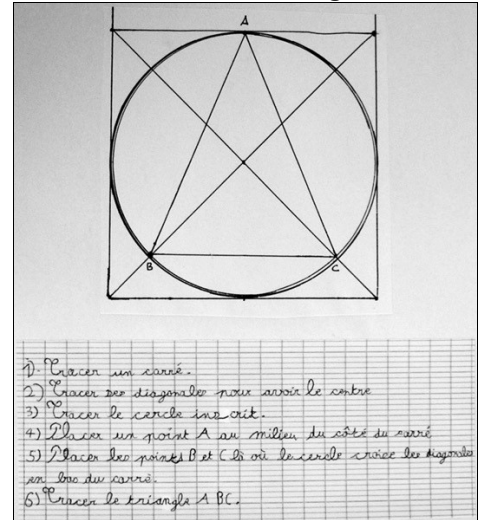 A
B
C
1)- Tracer un carré.
2) Tracer ses diagonales pour avoir le centre
3) Tracer le cercle inscrit.
4) Placer un point A au milieu du côté du carré
5) Placer les points B et C là où le cercle croise les diagonales
en bas du carré.
6) Tracer le triangle ABC.